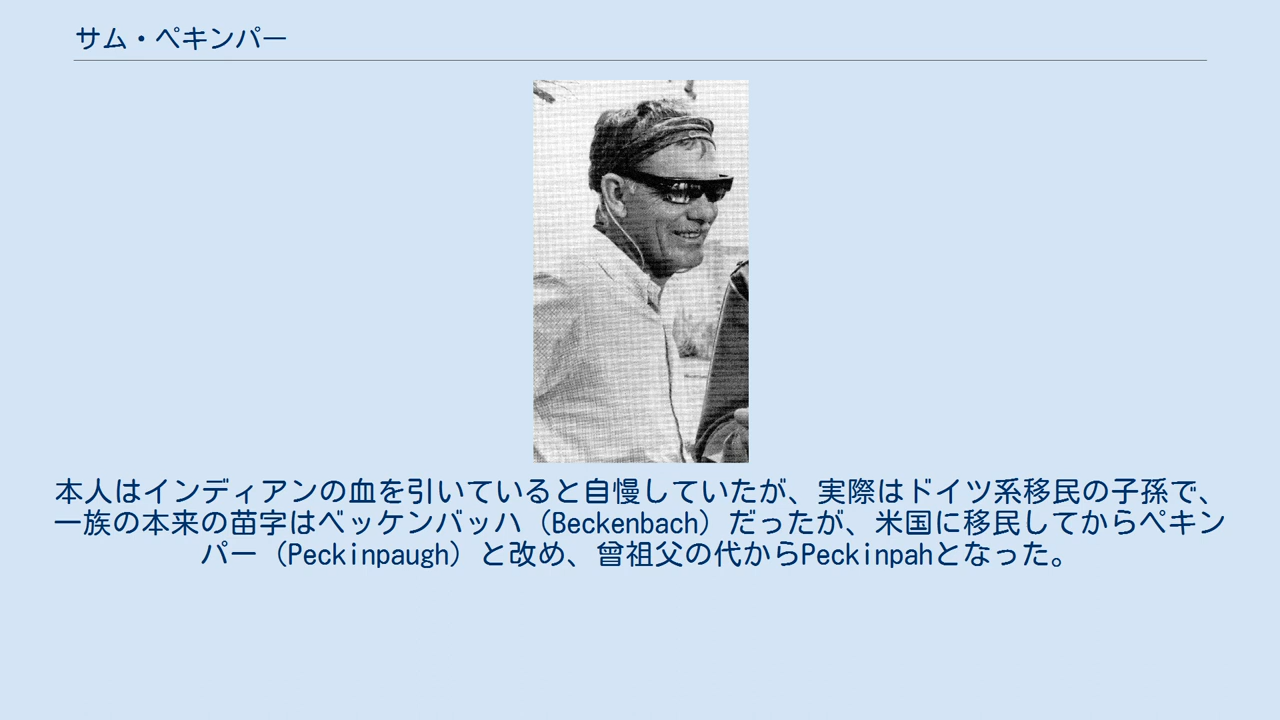 サム・ペキンパー
本人はインディアンの血を引いていると自慢していたが、実際はドイツ系移民の子孫で、
一族の本来の苗字はベッケンバッハ（Beckenbach）だったが、米国に移民してからペキン
パー（Peckinpaugh）と改め、曾祖父の代からPeckinpahとなった。